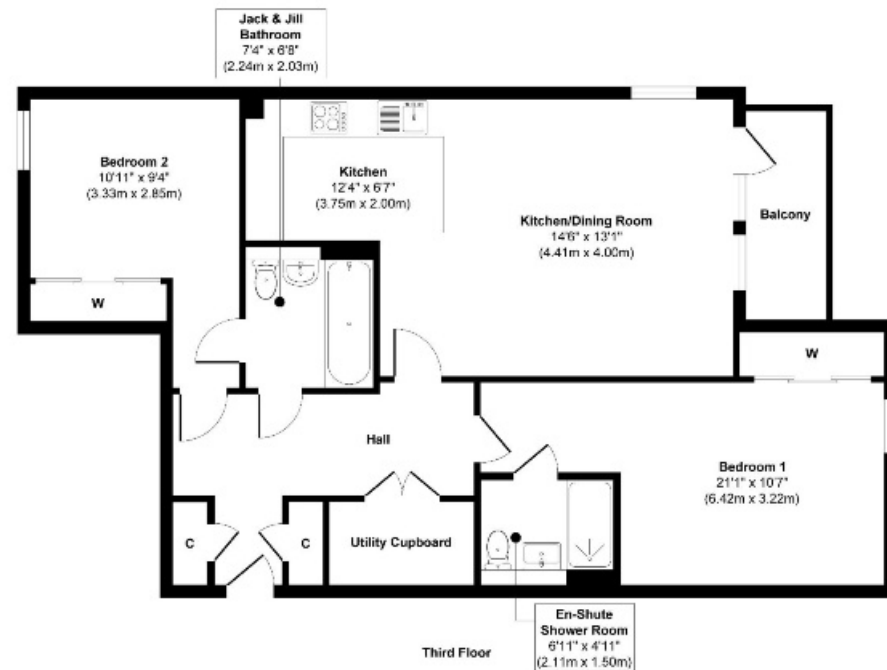 Jack & Jill
Bathroom
7'4" x 6'8"
(2.24m x 2.03m)
Bedroom 2
10'11" x 9'4"
(3.33m x 2.85m)
Kitchen
12'4" x 6'7"
(3.75m x 2.00m)
Kitchen/Dining Room
14'6" x 13'1"
(4.41m x 4.00m)
Balcony
W
W
Hall
Bedroom 1
21'1" x 10'7"
(6.42m x 3.22m)
C
C
Utility Cupboard
En-Shute
Shower Room
6'11" x 4'11"
(2.11m x 1.50m)
Third Floor